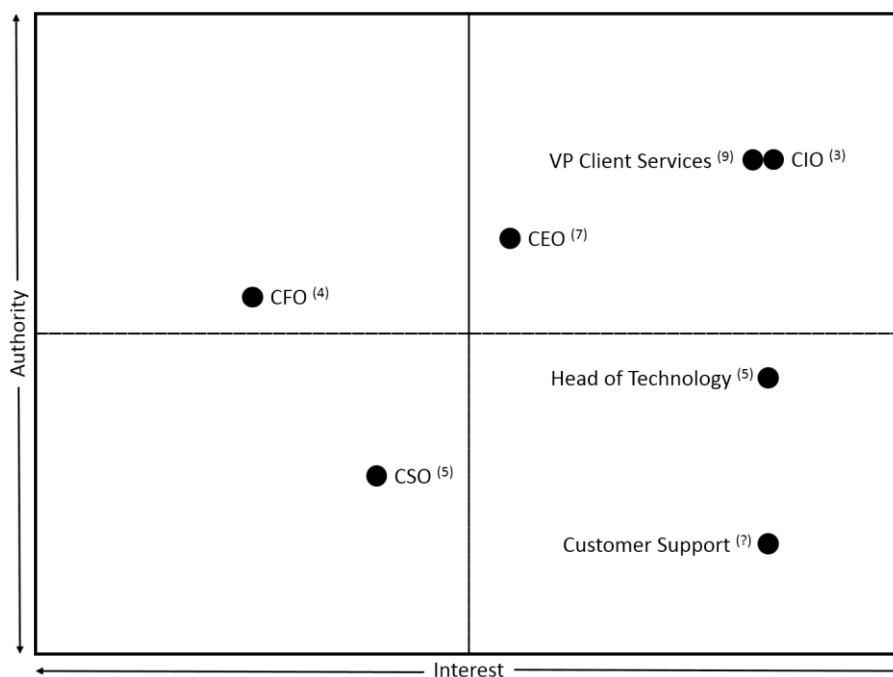 VP Client Services (9)
CIO (3)
CEO (7)
CFO (4)
Authority
Head of Technology (5)
CSO (5)
Customer Support (?)
Interest